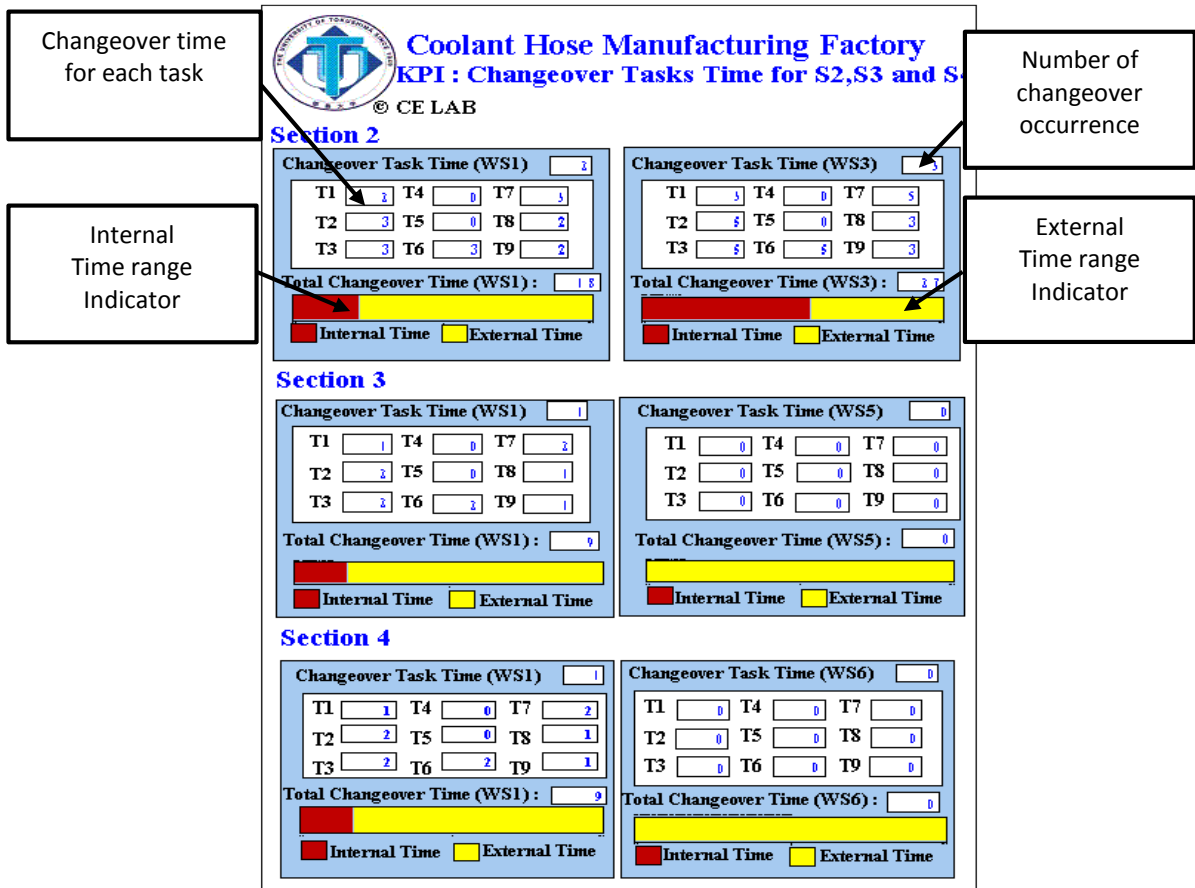 Changeover time
for each task
Internal
Time range
Indicator
Number of
changeover
occurrence
External
Time range
Indicator
THE UNIVERSITY OF TOKUSHIMA SINCE 1949
Coolant Hose Manufacturing Factory
KPI : Changeover Tasks Time for S2,S3 and S4
© CE LAB
Section 2
Changeover Task Time (WS1)
T1 T4 0 T7
T2 3 T5 0 T8 2
T3 3 T6 3 T9 2
Total Changeover Time (WS1) : 18
Internal Time External Time
Changeover Task Time (WS3)
T1 T4 0 T7 5
T2 5 T5 0 T8 3
T3 5 T6 5 T9 3
Total Changeover Time (WS3) :
Internal Time External Time
Section 3
Changeover Task Time (WS1) 1
T1 1 T4 0 T7 2
T2 2 T5 0 T8 1
T3 2 T6 2 T9 1
Total Changeover Time (WS1) : 9
Internal Time External Time
Changeover Task Time (WS5) 0
T1 0 T4 0 T7 0
T2 0 T5 0 T8 0
T3 0 T6 0 T9 0
Total Changeover Time (WS5) : 0
Internal Time External Time
Section 4
Changeover Task Time (WS1) 1
T1 1 T4 0 T7 2
T2 2 T5 0 T8 1
T3 2 T6 2 T9 1
Total Changeover Time (WS1) : 9
Internal Time External Time
Changeover Task Time (WS6) 0
T1 0 T4 0 T7 0
T2 0 T5 0 T8 0
T3 0 T6 0 T9 0
Total Changeover Time (WS6) : 0
Internal Time External Time